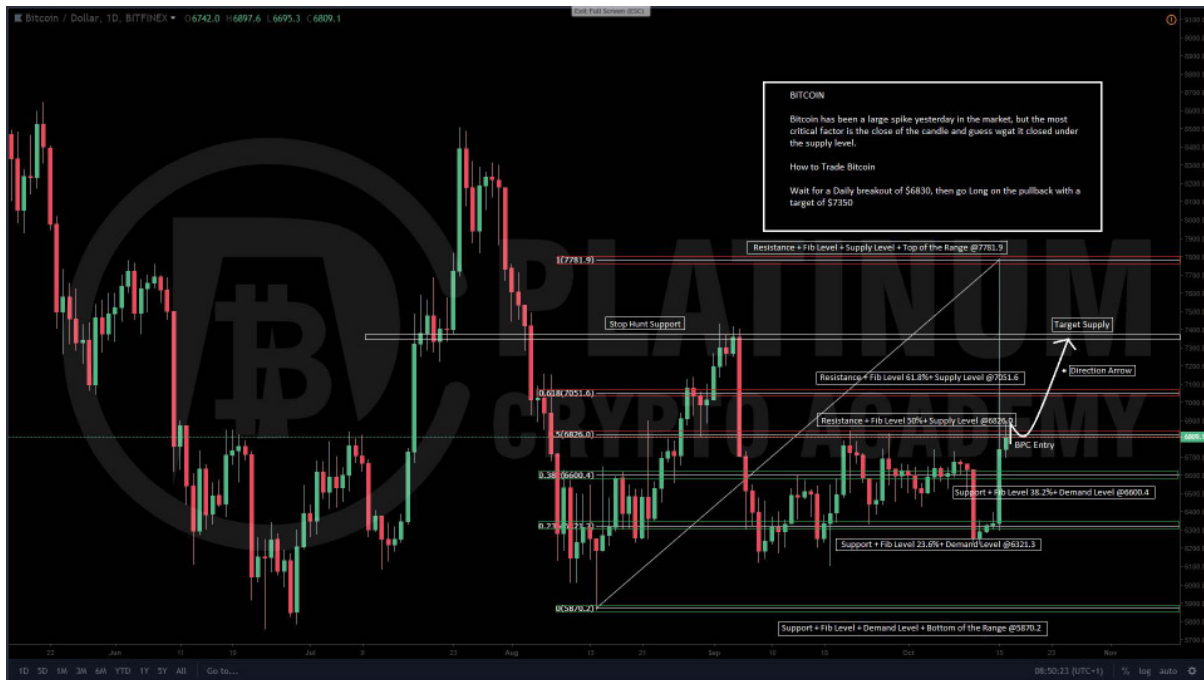 Exit Full Screen (ESC)
Bitcoin / Dollar, 1D, BITFINEX O6742.0 H6897.6 L6695.3 C6809.1
BITCOIN
Bitcoin has been a large spike yesterday in the market, but the most
critical factor is the close of the candle and guess wgat it closed under
the supply level.
How to Trade Bitcoin
Wait for a Daily breakout of $6830, then go Long on the pullback with a
target of $7350
Resistance + Fib Level + Supply Level + Top of the Range @7781.9
1(7781.9)
PLATINUM
Stop Hunt Support
Target Supply
Direction Arrow
Resistance + Fib Level 61.8%+ Supply Level @7051.6
0.618(7051.6)
CRYPTO ACADEMY
Resistance + Fib Level 50%+ Supply Level @6826.0
.5(6826.0)
6809.1
BPC Entry
0.382(6600.4)
Support + Fib Level 38.2%+ Demand Level @6600.4
Support + Fib Level 23.6%+ Demand Level @6321.3
0(5870.2)
Support + Fib Level + Demand Level + Bottom of the Range @5870.2
22 Jun 11 13 Jul 9 23 Aug 13 Sep 10 Oct 15 23 Nov
1D 5D 1M 3M 6M YTD 1Y 5Y All Go to... 08:50:23 (UTC+1) % log auto